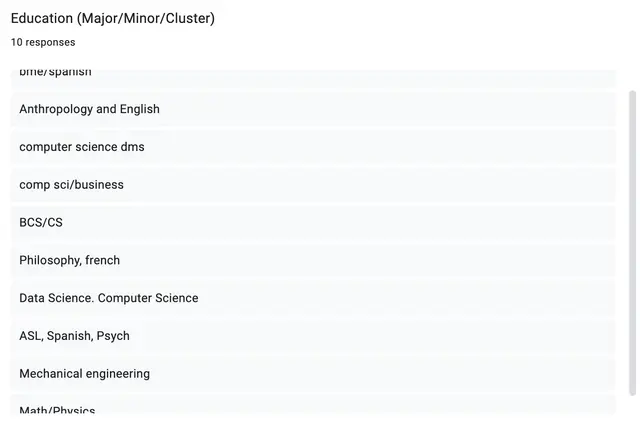 Education (Major/Minor/Cluster)
10 responses
bme/spanish
Anthropology and English
computer science dms
comp sci/business
BCS/CS
Philosophy, french
Data Science. Computer Science
ASL, Spanish, Psych
Mechanical engineering
Math/Physics